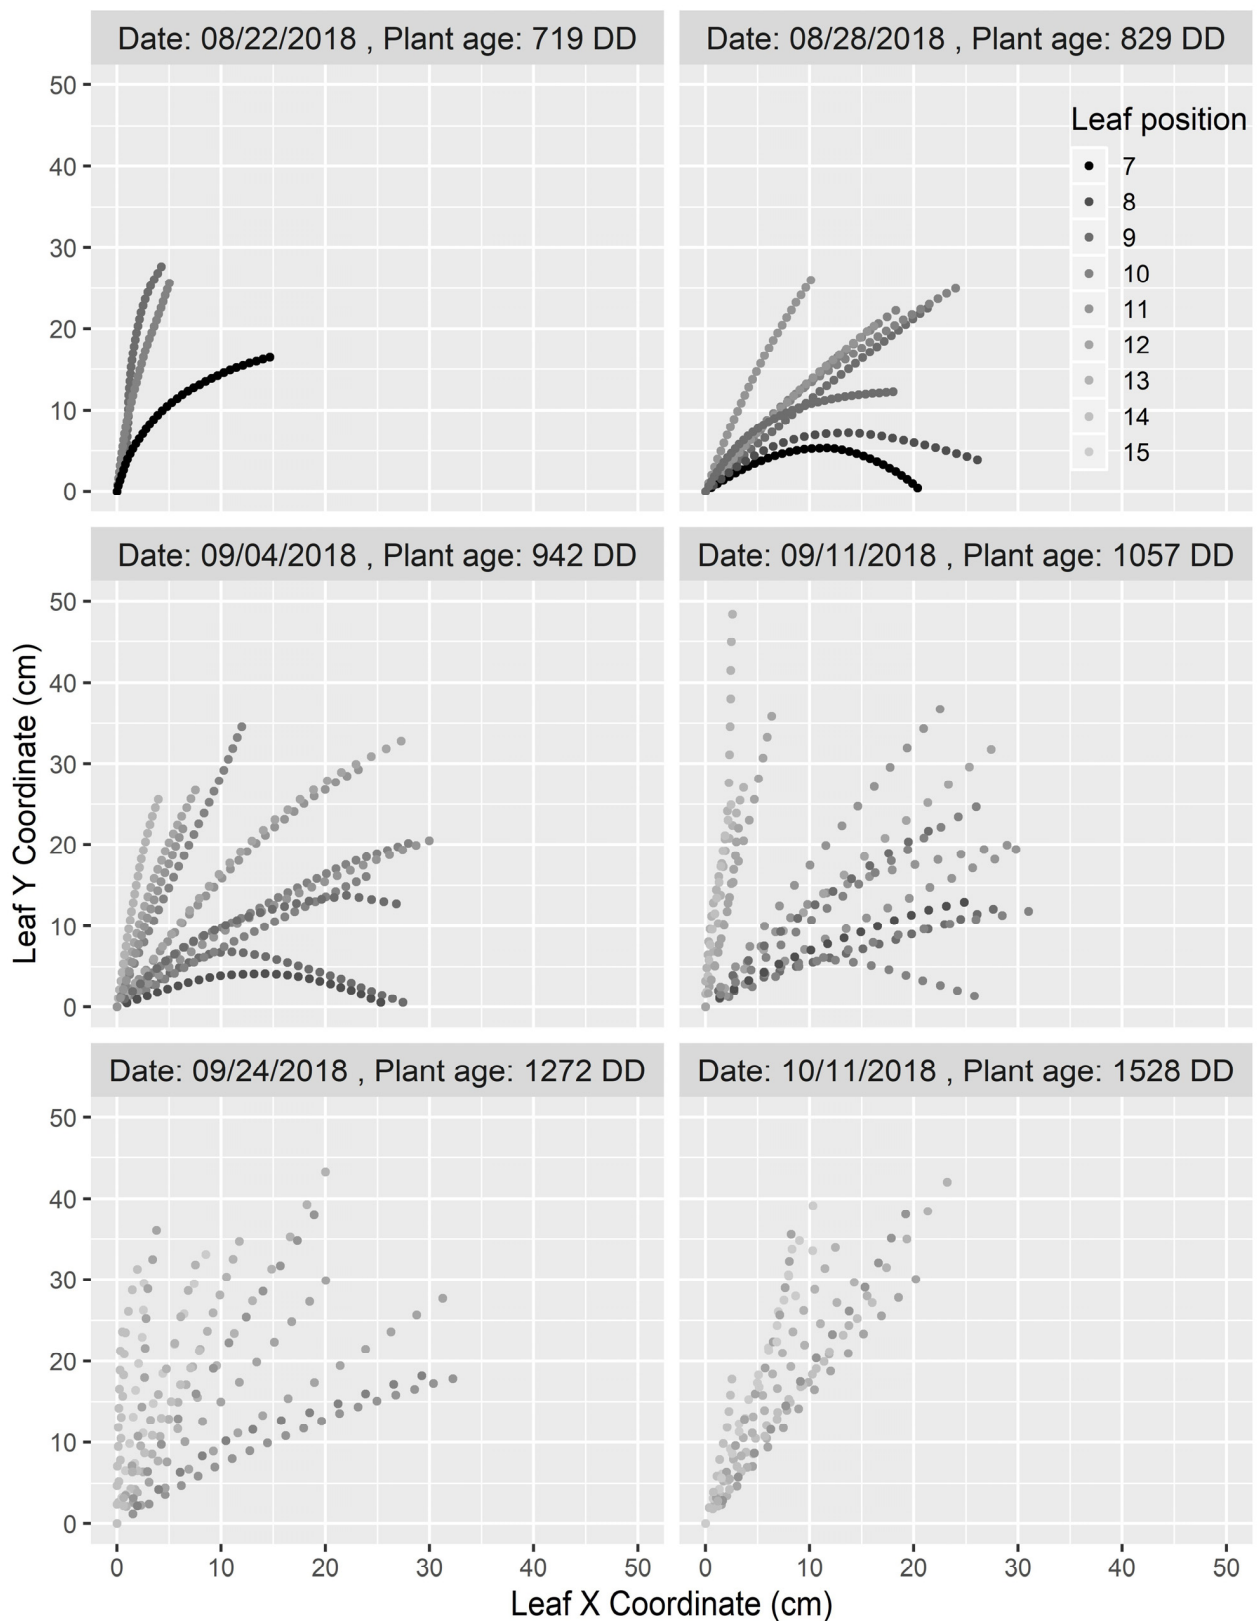 Date: 08/22/2018 , Plant age: 719 DD
Date: 08/28/2018 , Plant age: 829 DD
50
40
30
20
10
0
Leaf position
7
8
9
10
11
12
13
14
15
Date: 09/04/2018 , Plant age: 942 DD
Date: 09/11/2018 , Plant age: 1057 DD
50
40
30
20
10
0
Leaf Y Coordinate (cm)
Date: 09/24/2018 , Plant age: 1272 DD
Date: 10/11/2018 , Plant age: 1528 DD
50
40
30
20
10
0
0 10 20 30 40 50
0 10 20 30 40 50
Leaf X Coordinate (cm)